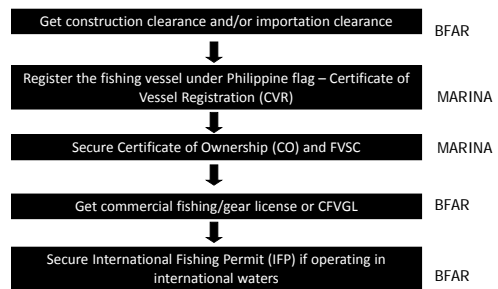 Get construction clearance and/or importation clearance
BFAR
Register the fishing vessel under Philippine flag – Certificate of
Vessel Registration (CVR)
MARINA
Secure Certificate of Ownership (CO) and FVSC
MARINA
Get commercial fishing/gear license or CFVGL
BFAR
Secure International Fishing Permit (IFP) if operating in
international waters
BFAR